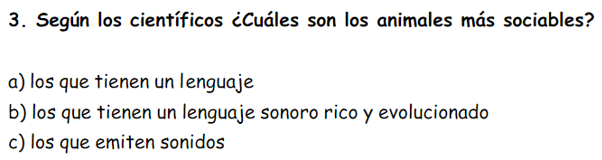 3. Según los científicos ¿Cuáles son los animales más sociables?
a) los que tienen un lenguaje
b) los que tienen un lenguaje sonoro rico y evolucionado
c) los que emiten sonidos